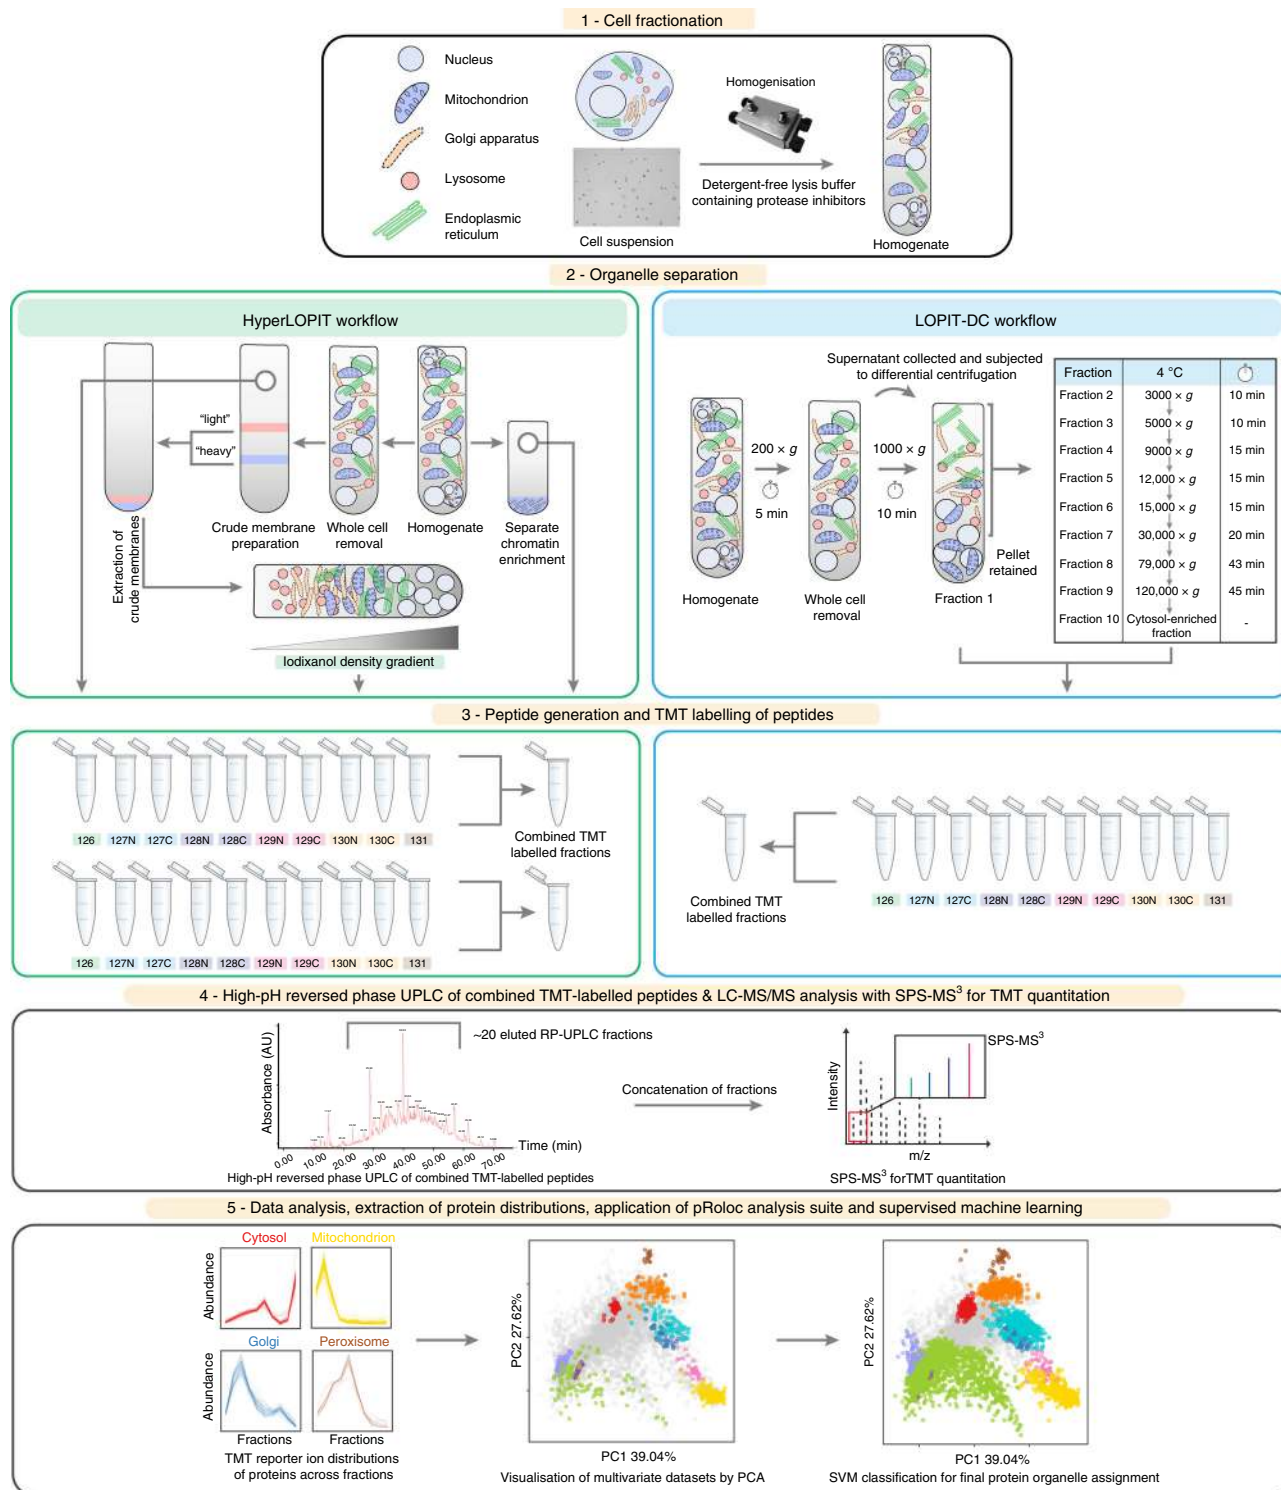 1 - Cell fractionation
Nucleus
Mitochondrion
Golgi apparatus
Lysosome
Endoplasmic
reticulum
Cell suspension
Homogenisation
Detergent-free lysis buffer
containing protease inhibitors
Homogenate
2 - Organelle separation
HyperLOPIT workflow
"light"
"heavy"
Crude membrane
preparation
Whole cell
removal
Homogenate
Separate
chromatin
enrichment
Extraction of
crude membranes
Iodixanol density gradient
LOPIT-DC workflow
Supernatant collected and subjected
to differential centrifugation
200 × g
5 min
1000 × g
10 min
Pellet
retained
Homogenate
Whole cell
removal
Fraction 1
Fraction 4 °C
Fraction 2 3000 × g 10 min
Fraction 3 5000 × g 10 min
Fraction 4 9000 × g 15 min
Fraction 5 12,000 × g 15 min
Fraction 6 15,000 × g 15 min
Fraction 7 30,000 × g 20 min
Fraction 8 79,000 × g 43 min
Fraction 9 120,000 × g 45 min
Fraction 10 Cytosol-enriched
fraction -
3 - Peptide generation and TMT labelling of peptides
126 127N 127C 128N 128C 129N 129C 130N 130C 131
Combined TMT
labelled fractions
126 127N 127C 128N 128C 129N 129C 130N 130C 131
Combined TMT
labelled fractions
126 127N 127C 128N 128C 129N 129C 130N 130C 131
4 - High-pH reversed phase UPLC of combined TMT-labelled peptides & LC-MS/MS analysis with SPS-MS³ for TMT quantitation
Absorbance (AU)
~20 eluted RP-UPLC fractions
Time (min)
0.00 10.00 20.00 30.00 40.00 50.00 60.00 70.00
High-pH reversed phase UPLC of combined TMT-labelled peptides
Concatenation of fractions
SPS-MS³
Intensity
m/z
SPS-MS³ forTMT quantitation
5 - Data analysis, extraction of protein distributions, application of pRoloc analysis suite and supervised machine learning
Cytosol Mitochondrion
Abundance
Golgi Peroxisome
Abundance
Fractions Fractions
TMT reporter ion distributions
of proteins across fractions
PC2 27.62%
PC1 39.04%
Visualisation of multivariate datasets by PCA
PC2 27.62%
PC1 39.04%
SVM classification for final protein organelle assignment